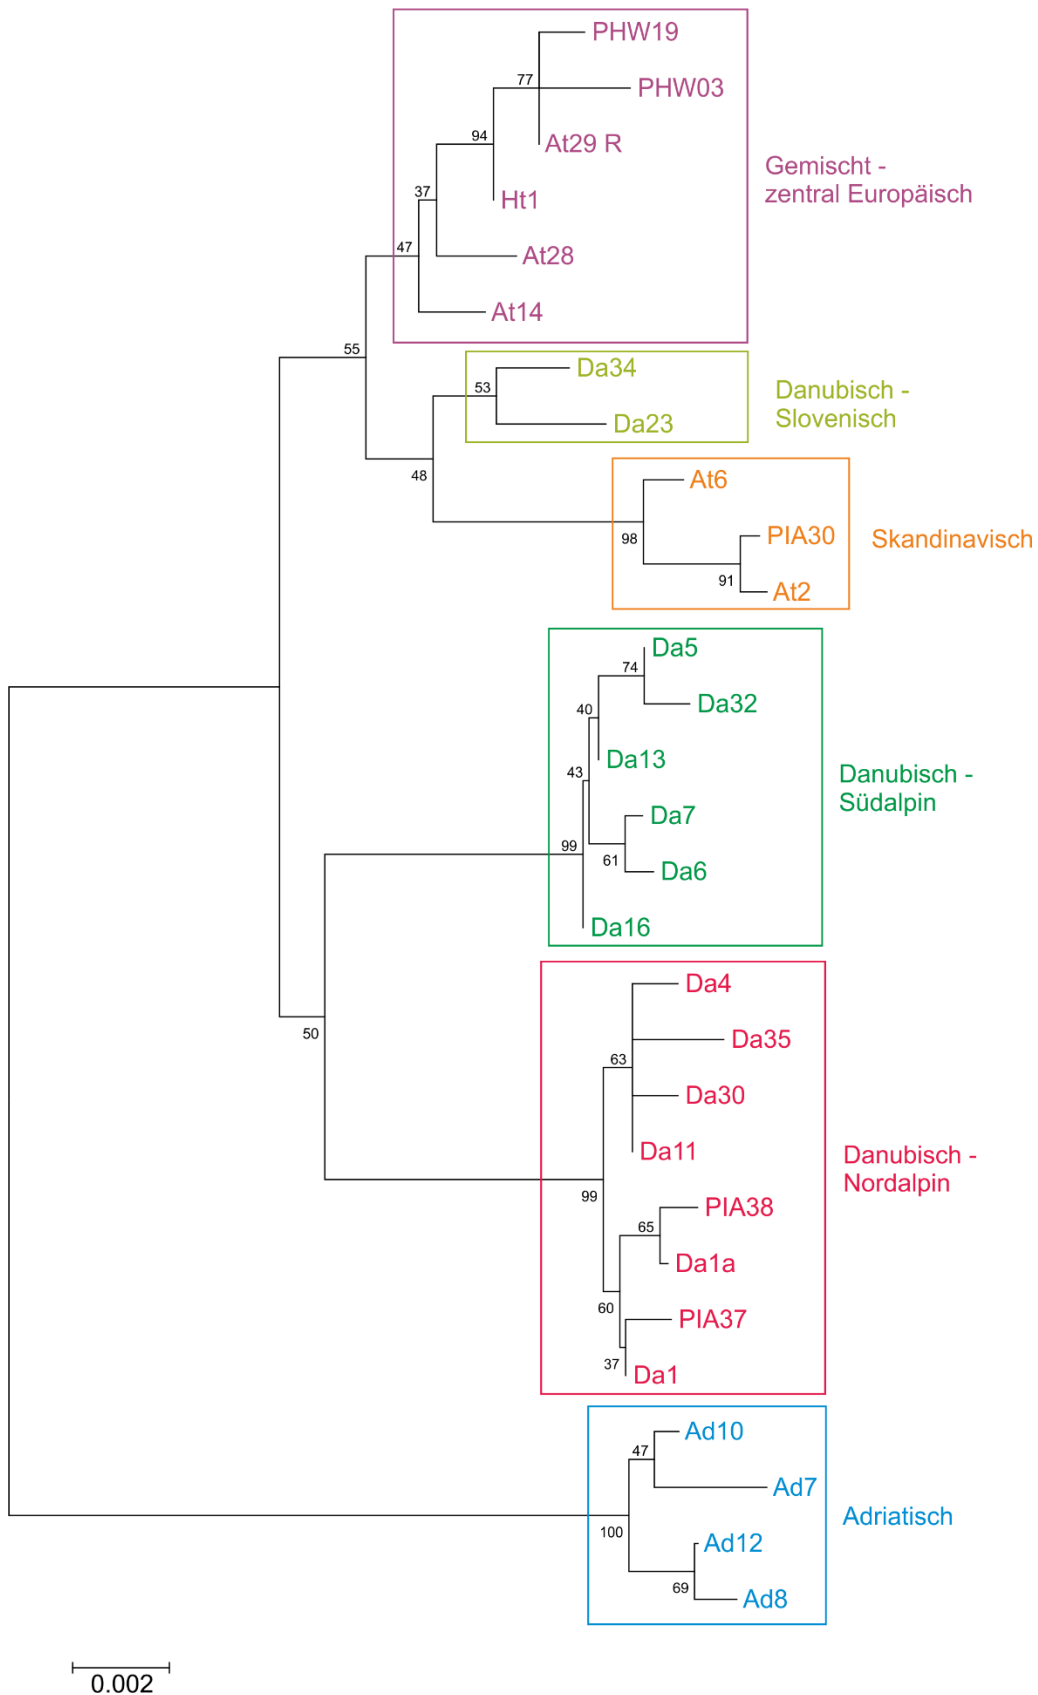 PHW19
77
PHW03
94
At29 R
Gemischt -
zentral Europäisch
37
Ht1
47
At28
At14
55
Da34
53
Danubisch -
Slovenisch
Da23
48
At6
98
PIA30
Skandinavisch
91
At2
Da5
74
Da32
40
Da13
43
Danubisch -
Südalpin
Da7
99
61
Da6
Da16
Da4
50
Da35
63
Da30
Da11
Danubisch -
Nordalpin
99
PIA38
65
Da1a
60
PIA37
37
Da1
Ad10
47
Ad7
Adriatisch
100
Ad12
69
Ad8
0.002